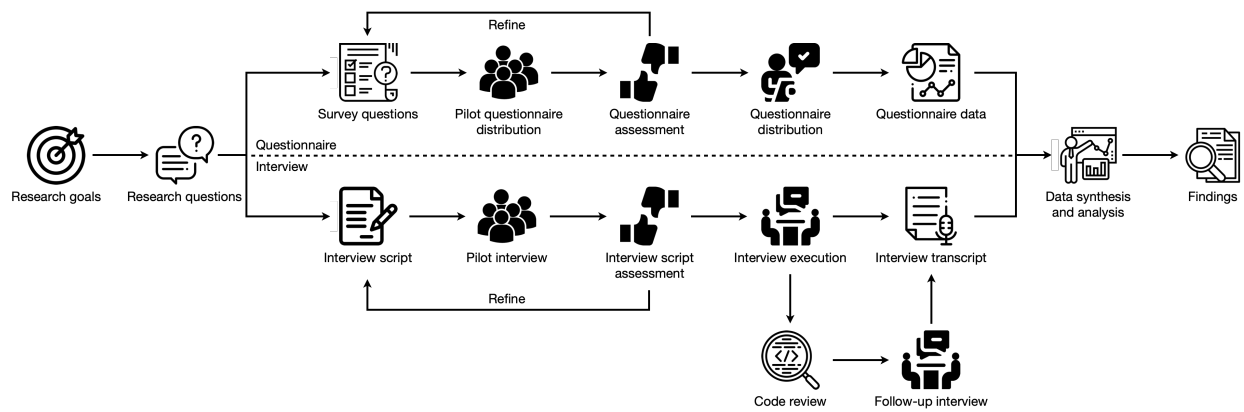 Refine
Survey questions
Pilot questionnaire
distribution
Questionnaire
assessment
Questionnaire
distribution
Questionnaire data
Questionnaire
Interview
Research goals
Research questions
Data synthesis
and analysis
Findings
Interview script
Pilot interview
Interview script
assessment
Interview execution
Interview transcript
Refine
Code review
Follow-up interview